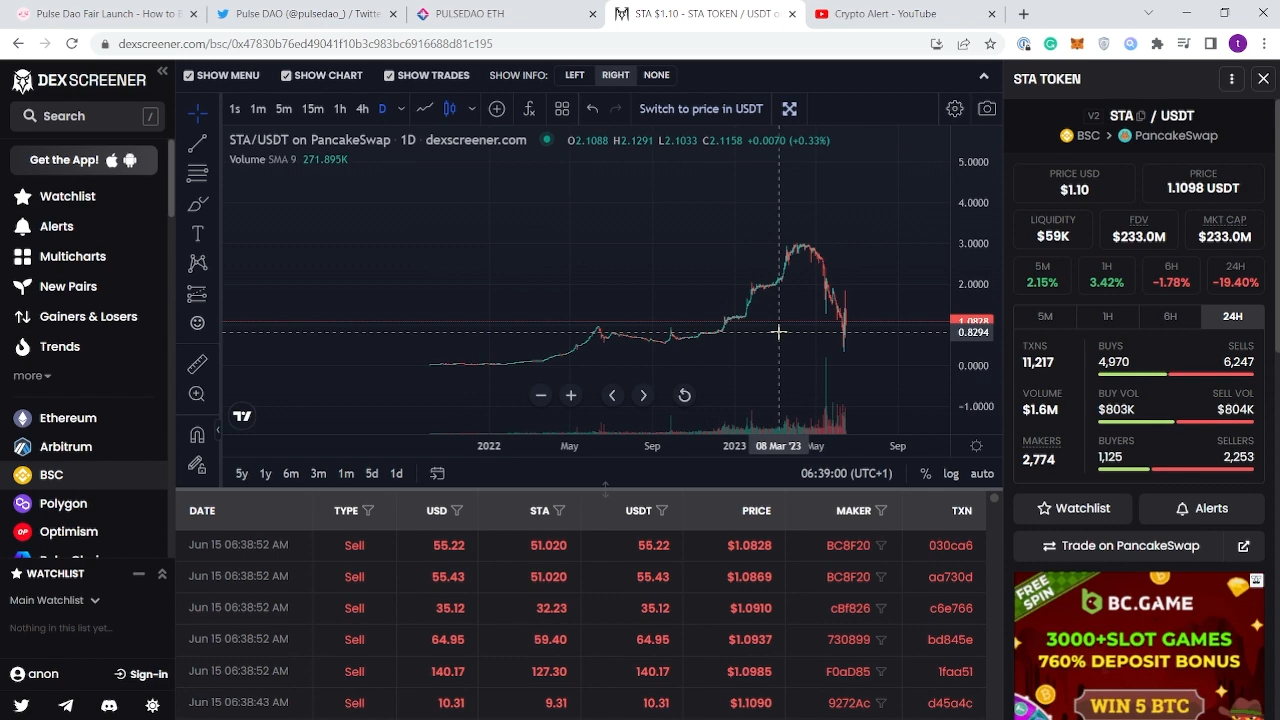 Pulse DAO Fair Launch - How to B
Pulse DAO (@pulsedao_) / Twitte
PULSEDAO ETH
STA $1.10 - STA TOKEN / USDT o
Crypto Alert - YouTube
DEXSCREENER
Search /
Get the App!
Watchlist
Alerts
Multicharts
New Pairs
Gainers & Losers
Trends
more
Ethereum
Arbitrum
BSC
Polygon
Optimism
WATCHLIST
Main Watchlist
Nothing in this list yet...
anon Sign-in
SHOW MENU SHOW CHART SHOW TRADES SHOW INFO: LEFT RIGHT NONE
1s 1m 5m 15m 1h 4h D Switch to price in USDT
STA/USDT on PancakeSwap · 1D · dexscreener.com O2.1088 H2.1291 L2.1033 C2.1158 +0.0070 (+0.33%)
Volume SMA 9 271.895K
5.0000
4.0000
3.0000
2.0000
1.0828
0.8294
0.0000
−1.0000
2022 May Sep 2023 08 Mar '23 May Sep
5y 1y 6m 3m 1m 5d 1d 06:39:00 (UTC+1) % log auto
DATE TYPE USD STA USDT PRICE MAKER TXN
Jun 15 06:38:52 AM Sell 55.22 51.020 55.22 $1.0828 BC8F20 030ca6
Jun 15 06:38:52 AM Sell 55.43 51.020 55.43 $1.0869 BC8F20 aa730d
Jun 15 06:38:52 AM Sell 35.12 32.23 35.12 $1.0910 cBf826 c6e766
Jun 15 06:38:52 AM Sell 64.95 59.40 64.95 $1.0937 730899 bd845e
Jun 15 06:38:52 AM Sell 140.17 127.30 140.17 $1.0985 F0aD85 1faa51
Jun 15 06:38:43 AM Sell 10.31 9.31 10.31 $1.1090 9272Ac d45a4c
STA TOKEN
V2 STA / USDT
BSC > PancakeSwap
PRICE USD PRICE
$1.10 1.1098 USDT
LIQUIDITY FDV MKT CAP
$59K $233.0M $233.0M
5M 1H 6H 24H
2.15% 3.42% -1.78% -19.40%
5M 1H 6H 24H
TXNS BUYS SELLS
11,217 4,970 6,247
VOLUME BUY VOL SELL VOL
$1.6M $803K $804K
MAKERS BUYERS SELLERS
2,774 1,125 2,253
Watchlist Alerts
Trade on PancakeSwap
FREE
SPIN
BC.GAME
3000+SLOT GAMES
760% DEPOSIT BONUS
WIN 5 BTC